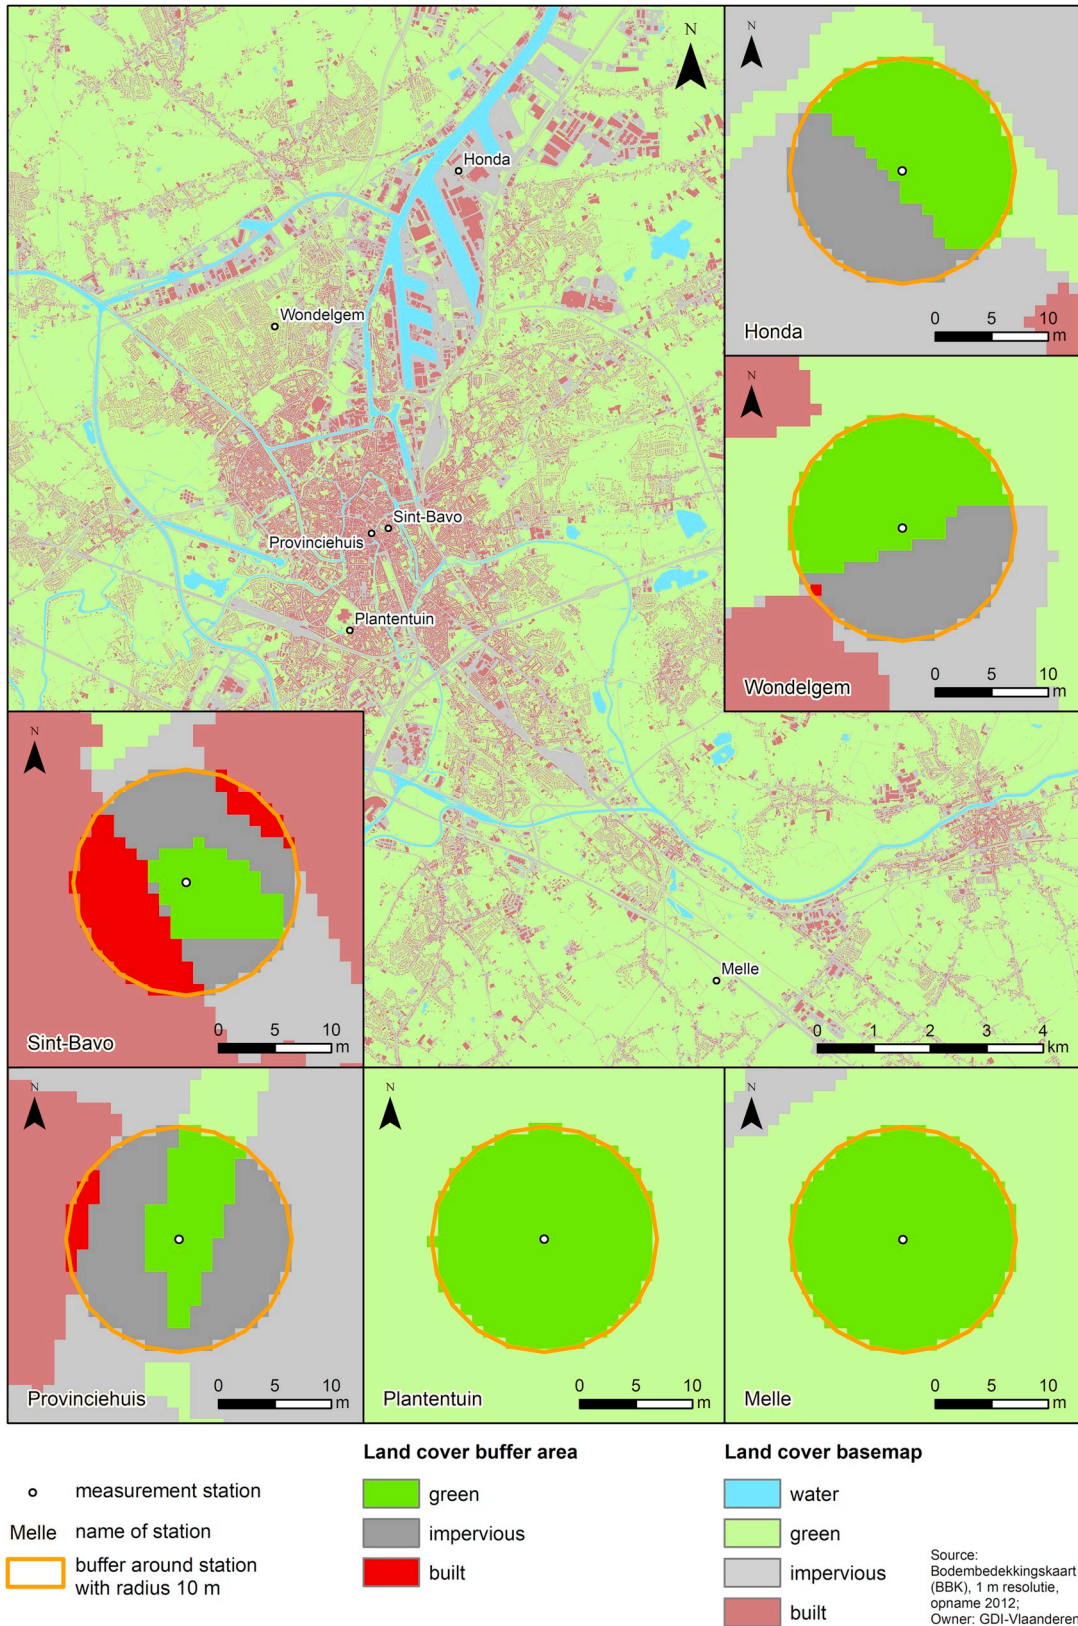 N
Honda
Wondelgem
Sint-Bavo
Provinciehuis
Plantentuin
Melle
0 1 2 3 4
km
N
0 5 10
m
Honda
N
0 5 10
m
Wondelgem
N
0 5 10
m
Sint-Bavo
N
0 5 10
m
Provinciehuis
N
0 5 10
m
Plantentuin
N
0 5 10
m
Melle
measurement station
Melle name of station
buffer around station
with radius 10 m
Land cover buffer area
green
impervious
built
Land cover basemap
water
green
impervious
built
Source:
Bodembedekkingskaart
(BBK), 1 m resolutie,
opname 2012;
Owner: GDI-Vlaanderen